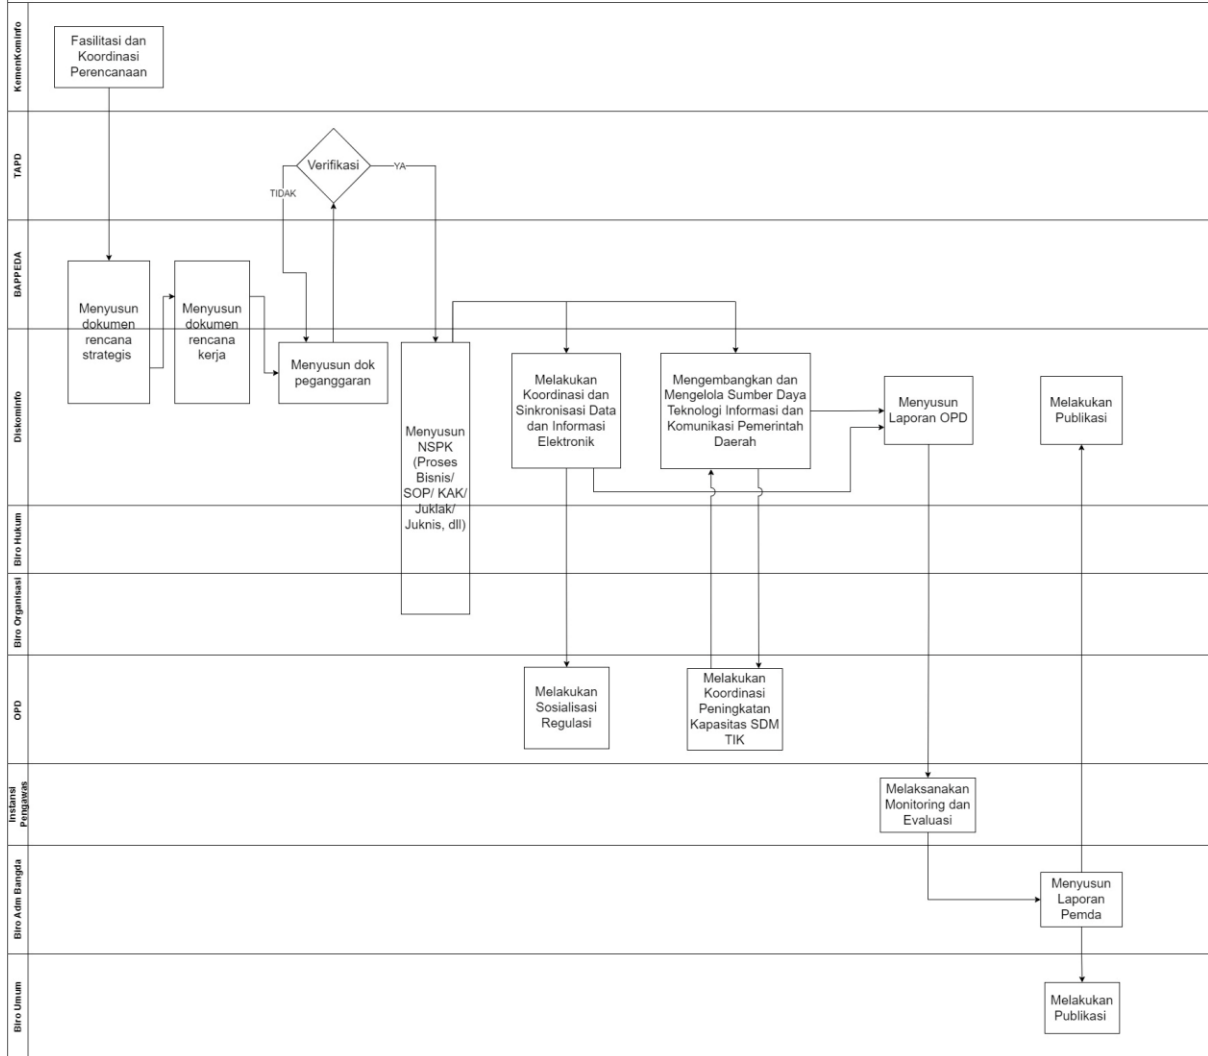 KemenKominfo
Fasilitasi dan
Koordinasi
Perencanaan
TAPD
Verifikasi
YA
TIDAK
BAPPEDA
Menyusun
dokumen
rencana
strategis
Menyusun
dokumen
rencana
kerja
Diskominfo
Menyusun dok
peganggaran
Menyusun
NSPK
(Proses
Bisnis/
SOP/ KAK/
Juklak/
Juknis, dll)
Melakukan
Koordinasi dan
Sinkronisasi Data
dan Informasi
Elektronik
Mengembangkan dan
Mengelola Sumber Daya
Teknologi Informasi dan
Komunikasi Pemerintah
Daerah
Menyusun
Laporan OPD
Melakukan
Publikasi
Biro Hukum
Biro Organisasi
OPD
Melakukan
Sosialisasi
Regulasi
Melakukan
Koordinasi
Peningkatan
Kapasitas SDM
TIK
Instansi
Pengawas
Melaksanakan
Monitoring dan
Evaluasi
Biro Adm Bangda
Menyusun
Laporan
Pemda
Biro Umum
Melakukan
Publikasi